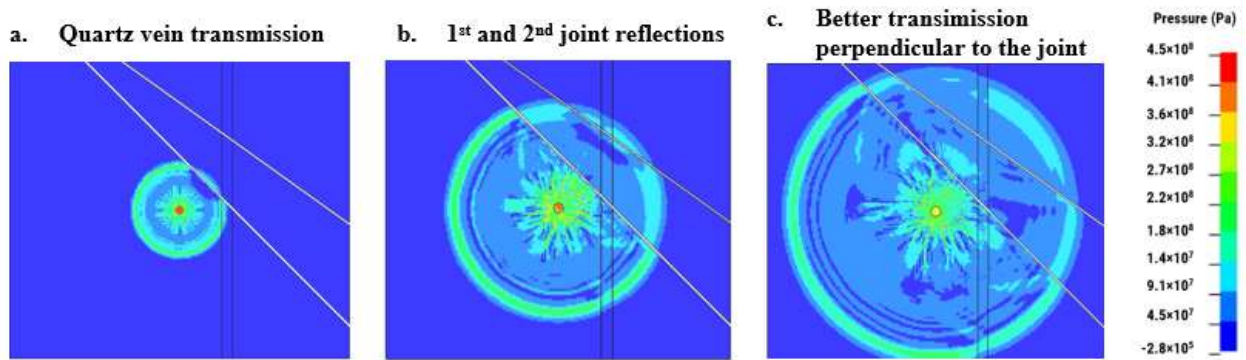 a. Quartz vein transmission
b. 1st and 2nd joint reflections
c. Better transimission
perpendicular to the joint
Pressure (Pa)
4.5×10⁸
4.1×10⁸
3.6×10⁸
3.2×10⁸
2.7×10⁸
2.2×10⁸
1.8×10⁸
1.4×10⁷
9.1×10⁷
4.5×10⁷
-2.8×10⁵